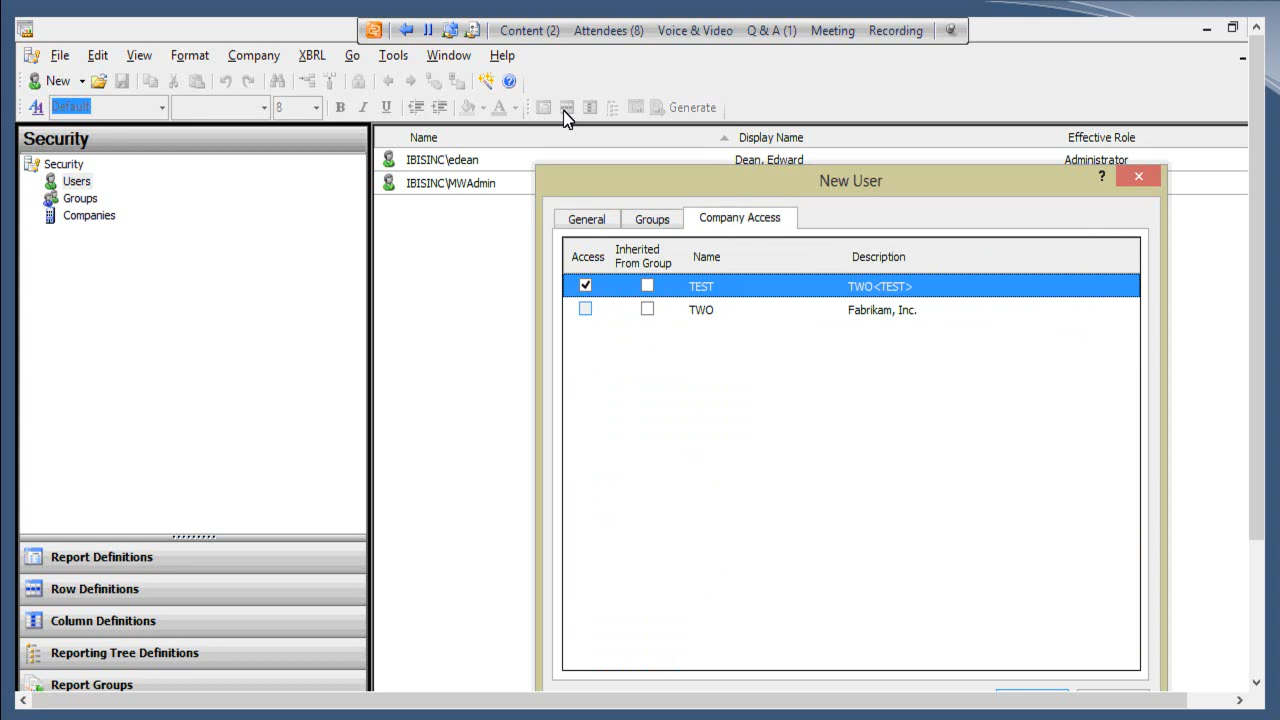 Content (2) Attendees (8) Voice & Video Q & A (1) Meeting Recording
File Edit View Format Company XBRL Go Tools Window Help
New
Default 8 B I U A Generate
Security
Security
Users
Groups
Companies
Report Definitions
Row Definitions
Column Definitions
Reporting Tree Definitions
Report Groups
Name Display Name Effective Role
IBISINC\edean Dean, Edward Administrator
IBISINC\MWAdmin
New User ?
General Groups Company Access
Access Inherited From Group Name Description
TEST TWO<TEST>
TWO Fabrikam, Inc.